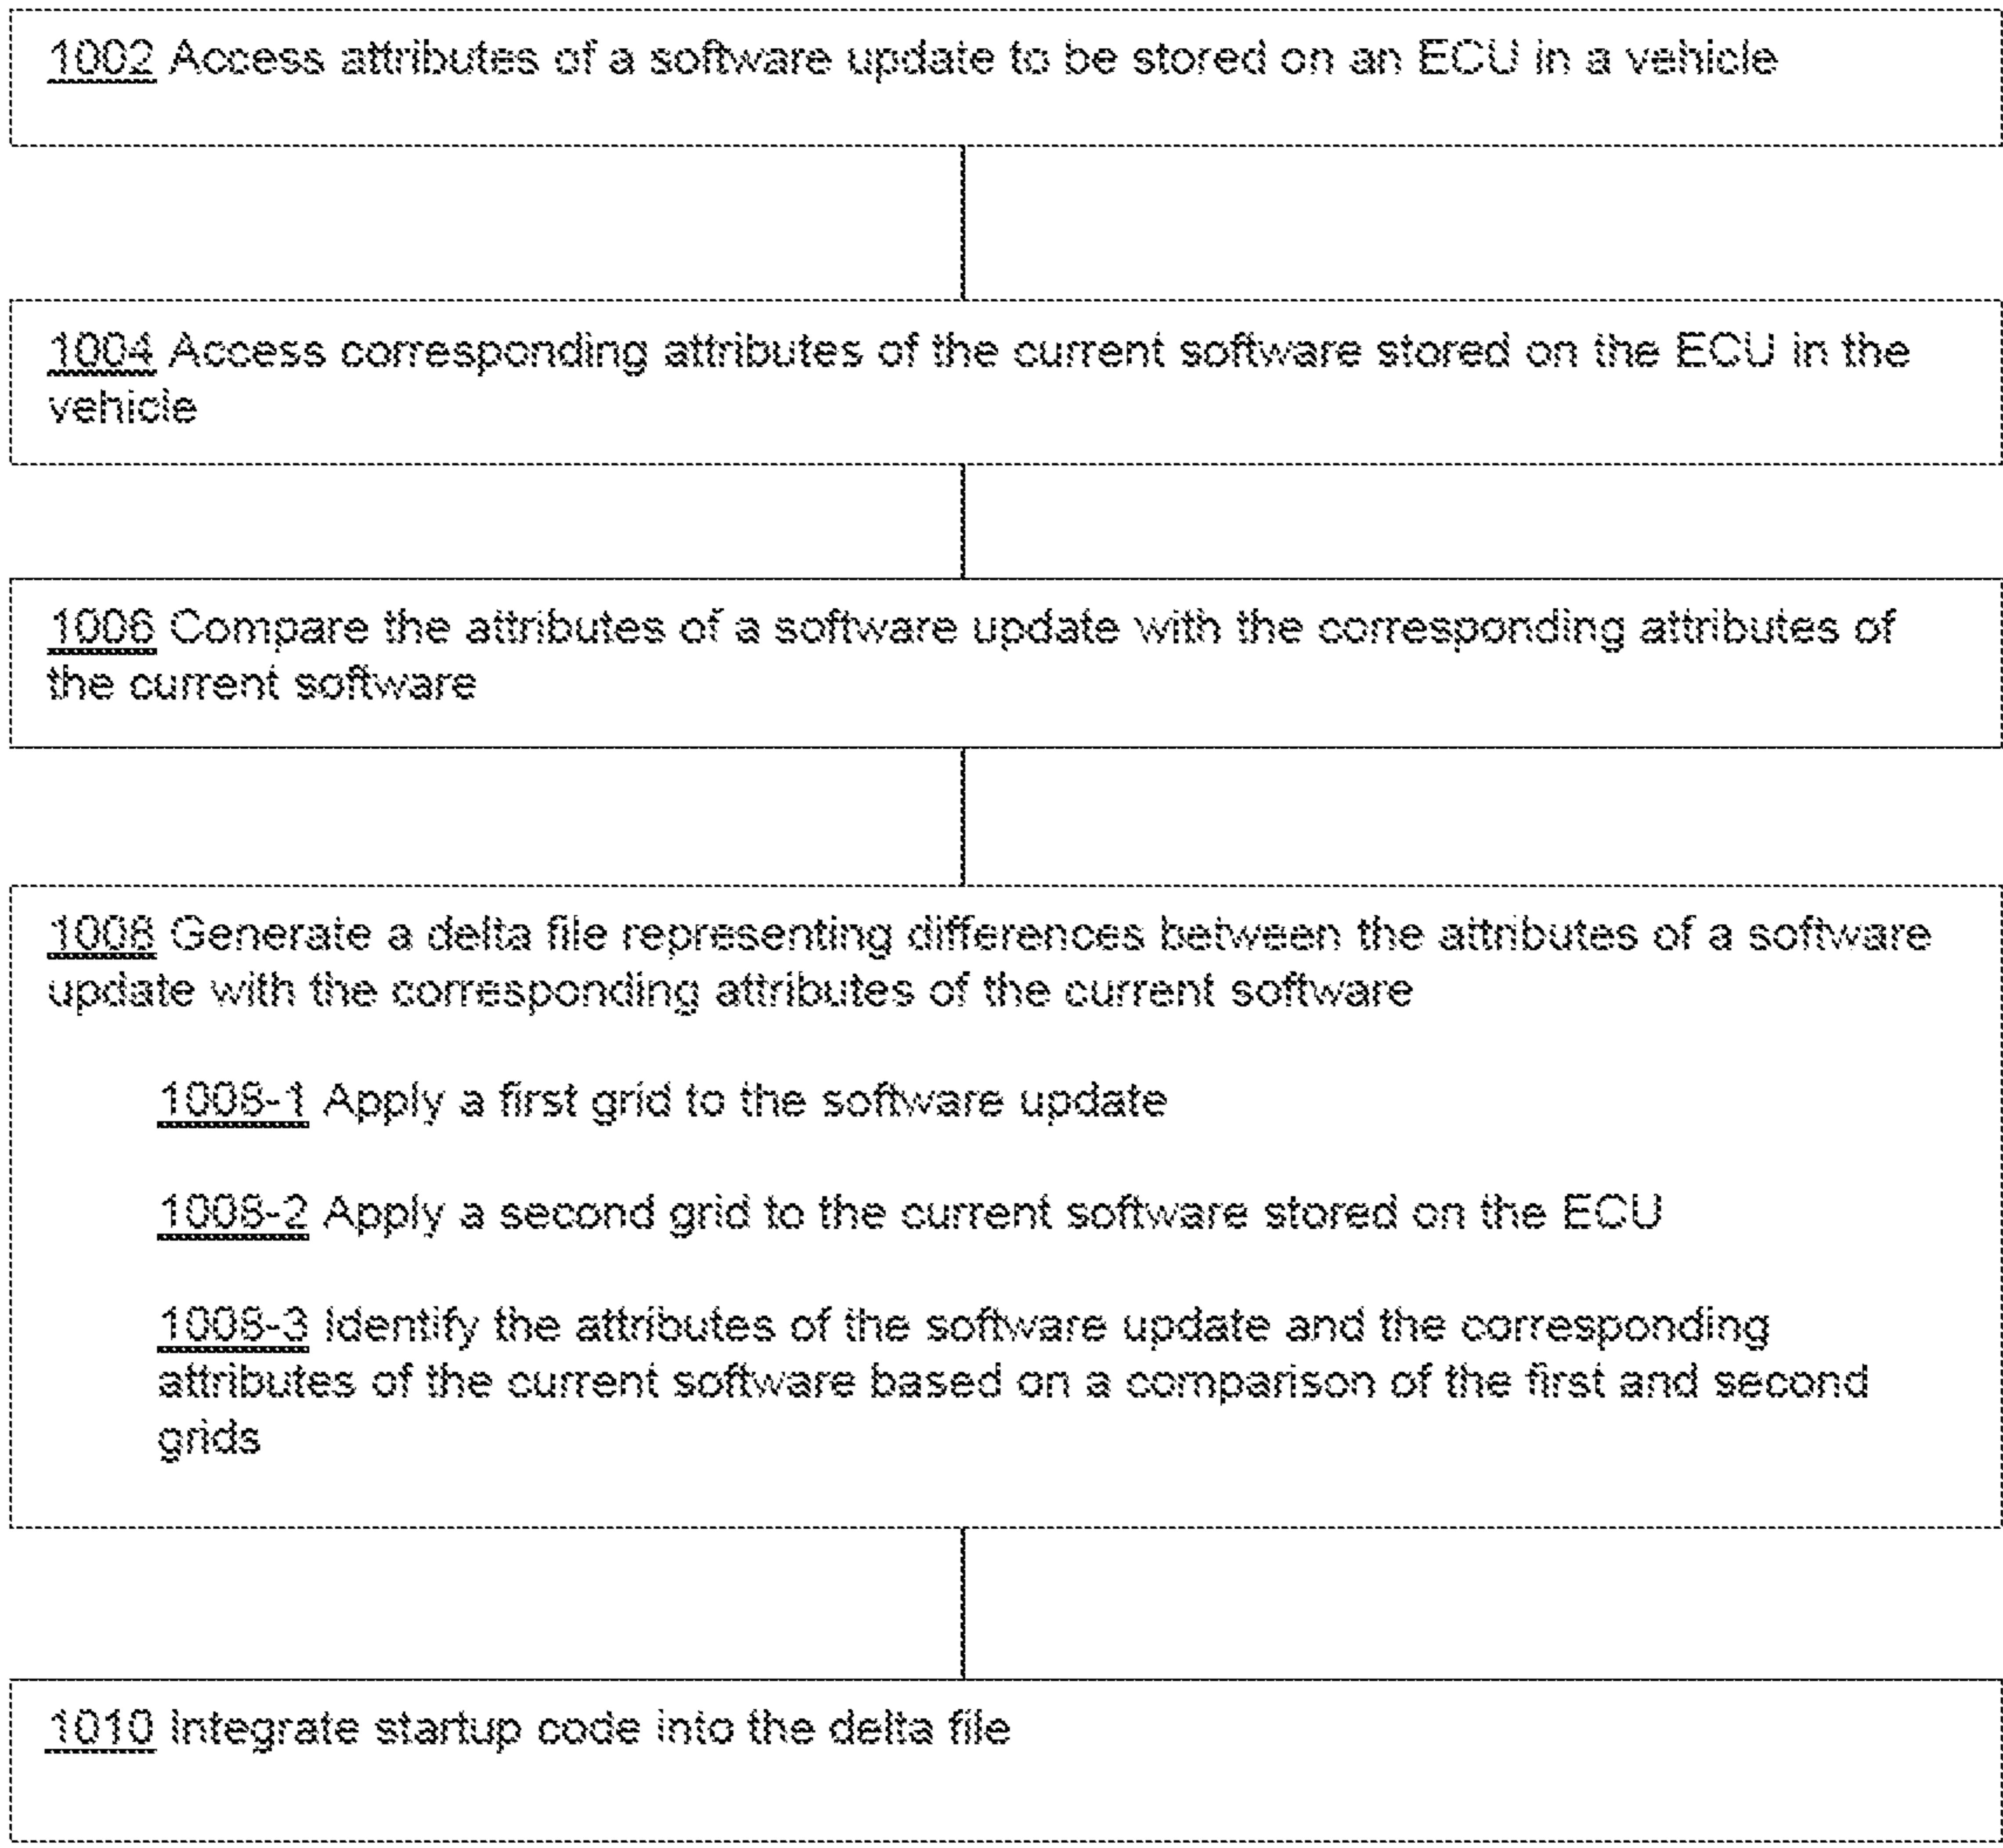 1002 Access attributes of a software update to be stored on an ECU in a vehicle
1004 Access corresponding attributes of the current software stored on the ECU in the
vehicle
1006 Compare the attributes of a software update with the corresponding attributes of
the current software
1008 Generate a delta file representing differences between the attributes of a software
update with the corresponding attributes of the current software
1008-1 Apply a first grid to the software update
1008-2 Apply a second grid to the current software stored on the ECU
1008-3 Identify the attributes of the software update and the corresponding
attributes of the current software based on a comparison of the first and second
grids
1010 Integrate startup code into the delta file